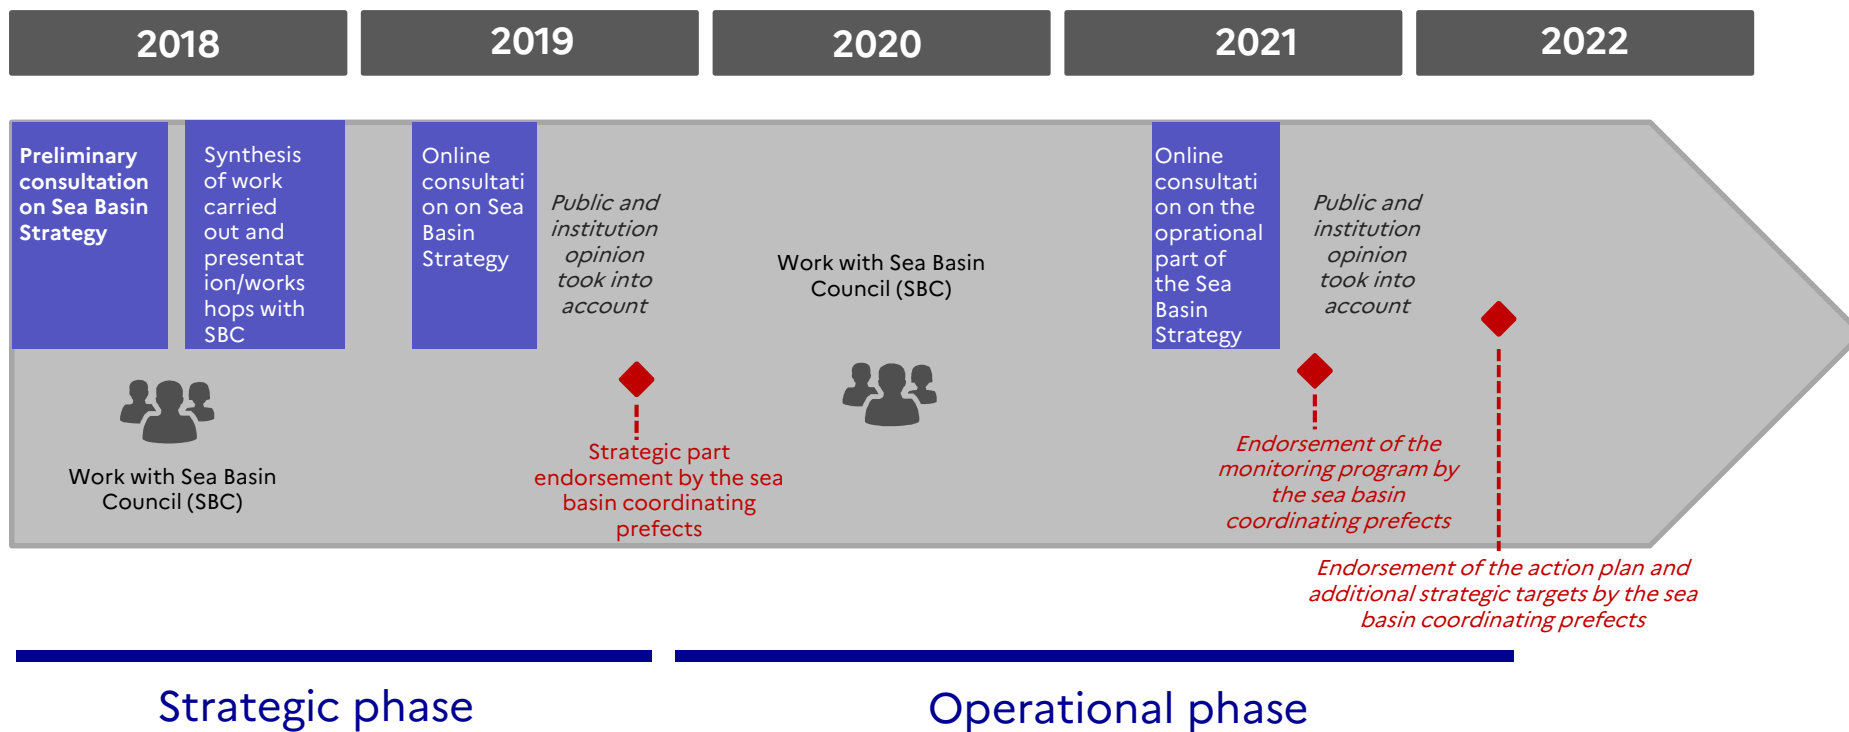 2018
2019
2020
2021
2022
Preliminary
consultation
on Sea Basin
Strategy
Synthesis
of work
carried
out and
presentat
ion/works
hops with
SBC
Online
consultati
on on Sea
Basin
Strategy
Public and
institution
opinion
took into
account
Work with Sea Basin
Council (SBC)
Online
consultati
on on the
oprational
part of
the Sea
Basin
Strategy
Public and
institution
opinion
took into
account
Work with Sea Basin
Council (SBC)
Strategic part
endorsement by the sea
basin coordinating
prefects
Endorsement of the
monitoring program by
the sea basin
coordinating prefects
Endorsement of the action plan and
additional strategic targets by the sea
basin coordinating prefects
Strategic phase
Operational phase